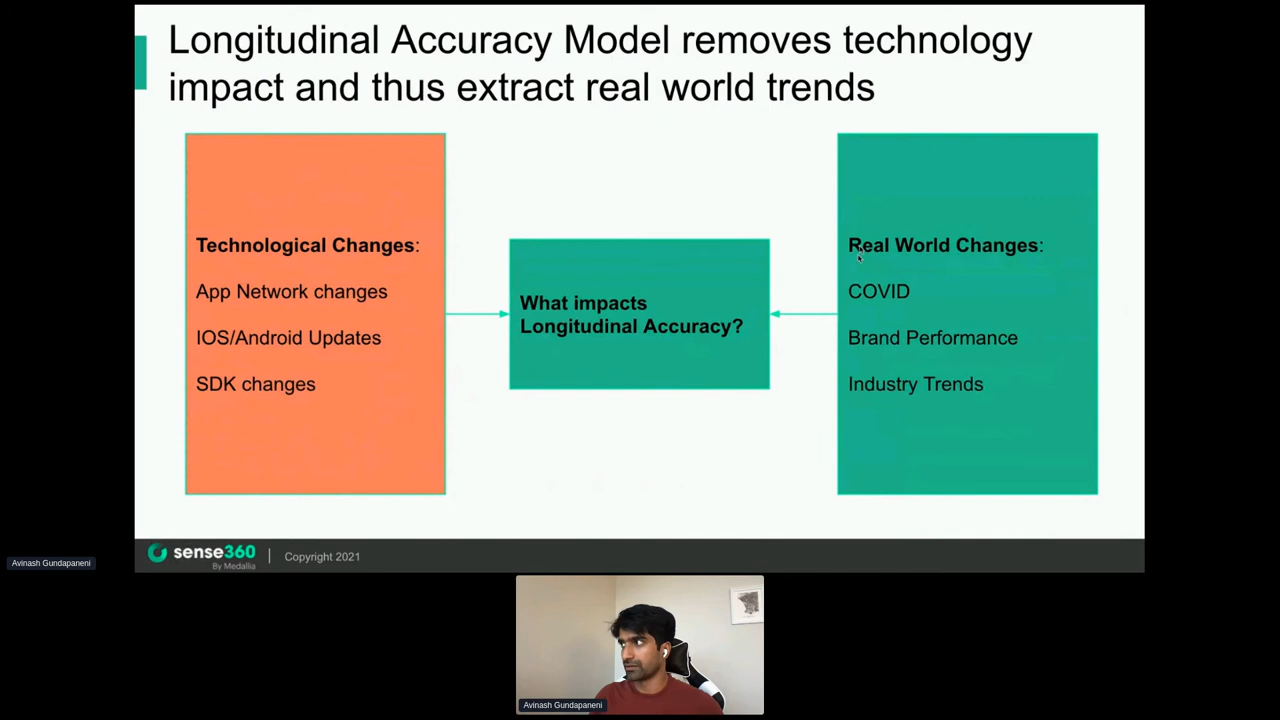 Longitudinal Accuracy Model removes technology
impact and thus extract real world trends
Technological Changes:
App Network changes
IOS/Android Updates
SDK changes
What impacts
Longitudinal Accuracy?
Real World Changes:
COVID
Brand Performance
Industry Trends
sense360
By Medallia
Copyright 2021
Avinash Gundapaneni
Avinash Gundapaneni